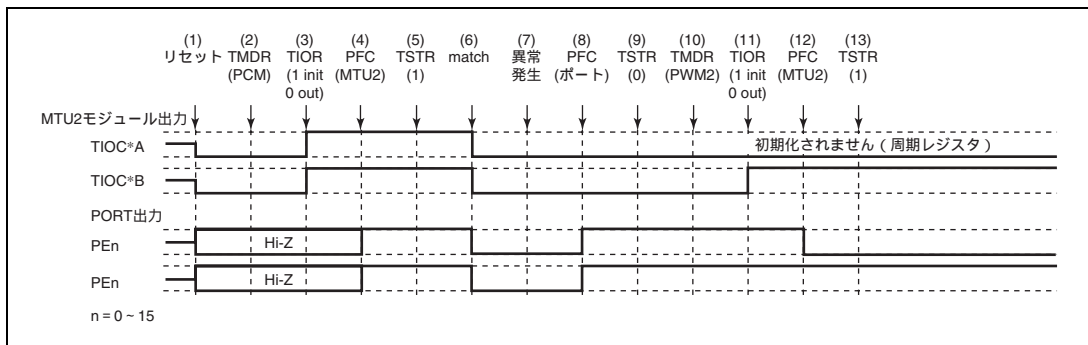 (1) (2) (3) (4) (5) (6) (7) (8) (9) (10) (11) (12) (13)
リセット TMDR TIOR PFC TSTR match 異常 PFC TSTR TMDR TIOR PFC TSTR
(PCM) (1 init (MTU2) (1) 発生 (ポート) (0) (PWM2) (1 init (MTU2) (1)
0 out) 0 out)
MTU2モジュール出力
TIOC*A 初期化されません(周期レジスタ)
TIOC*B
PORT出力
PEn Hi-Z
PEn Hi-Z
n = 0 ~ 15